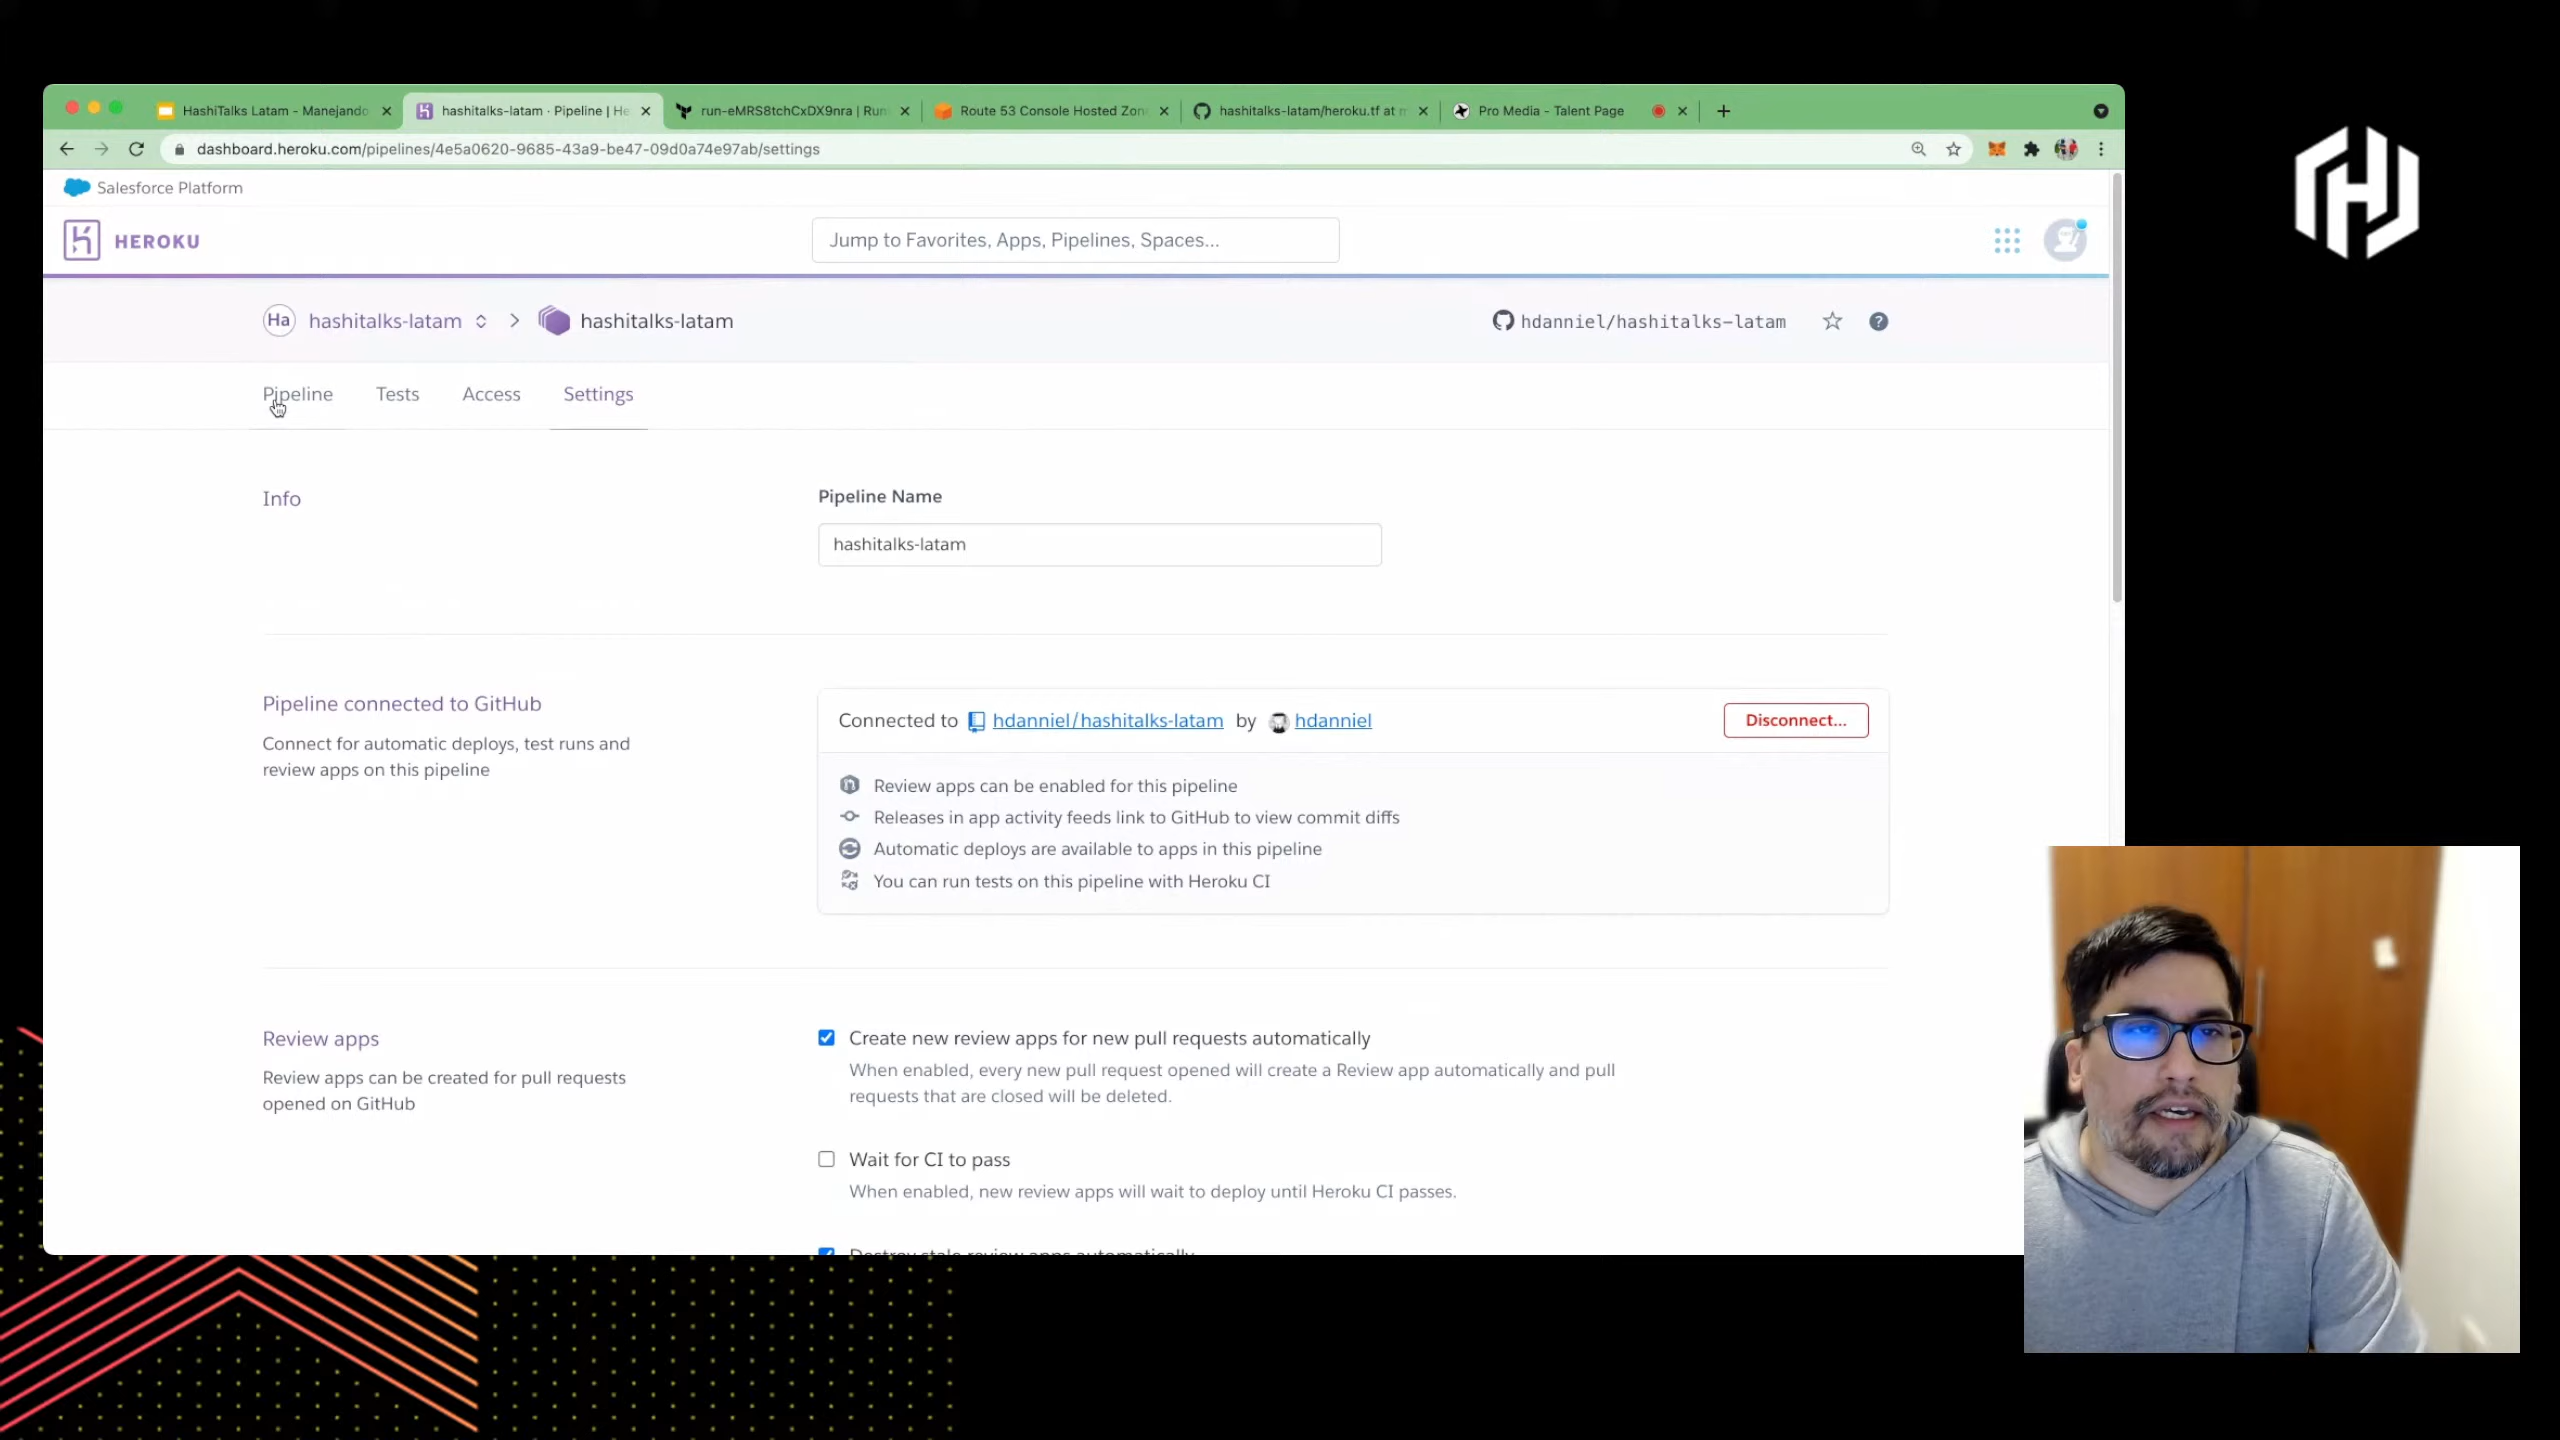 HashiTalks Latam - Manejando
hashitalks-latam · Pipeline | He
run-eMRS8tchCxDX9nra | Run
Route 53 Console Hosted Zon
hashitalks-latam/heroku.tf at m
Pro Media - Talent Page
dashboard.heroku.com/pipelines/4e5a0620-9685-43a9-be47-09d0a74e97ab/settings
Salesforce Platform
HEROKU
Jump to Favorites, Apps, Pipelines, Spaces...
Ha hashitalks-latam > hashitalks-latam
hdanniel/hashitalks-latam
Pipeline Tests Access Settings
Info
Pipeline Name
hashitalks-latam
Pipeline connected to GitHub
Connect for automatic deploys, test runs and
review apps on this pipeline
Connected to hdanniel/hashitalks-latam by hdanniel
Disconnect...
Review apps can be enabled for this pipeline
Releases in app activity feeds link to GitHub to view commit diffs
Automatic deploys are available to apps in this pipeline
You can run tests on this pipeline with Heroku CI
Review apps
Review apps can be created for pull requests
opened on GitHub
Create new review apps for new pull requests automatically
When enabled, every new pull request opened will create a Review app automatically and pull
requests that are closed will be deleted.
Wait for CI to pass
When enabled, new review apps will wait to deploy until Heroku CI passes.
Destroy stale review apps automatically